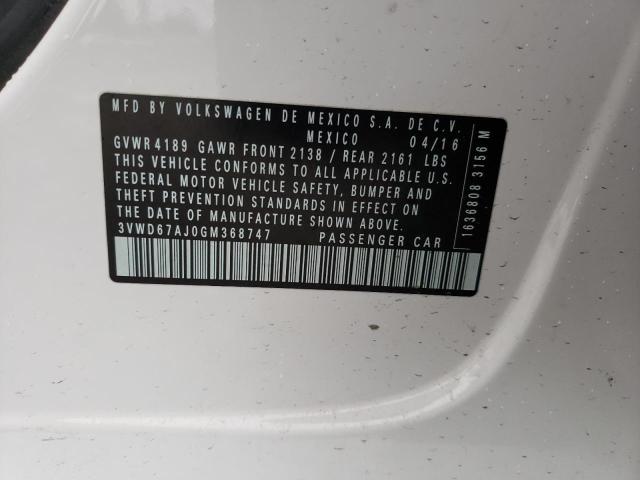 MFD BY VOLKSWAGEN DE MEXICO S.A. DE C.V.
MEXICO 04/16
GVWR 4189 GAWR FRONT 2138 / REAR 2161 LBS
THIS VEHICLE CONFORMS TO ALL APPLICABLE U.S.
FEDERAL MOTOR VEHICLE SAFETY, BUMPER AND
THEFT PREVENTION STANDARDS IN EFFECT ON
THE DATE OF MANUFACTURE SHOWN ABOVE.
3VWD67AJ0GM368747 PASSENGER CAR
1636808 3156 M